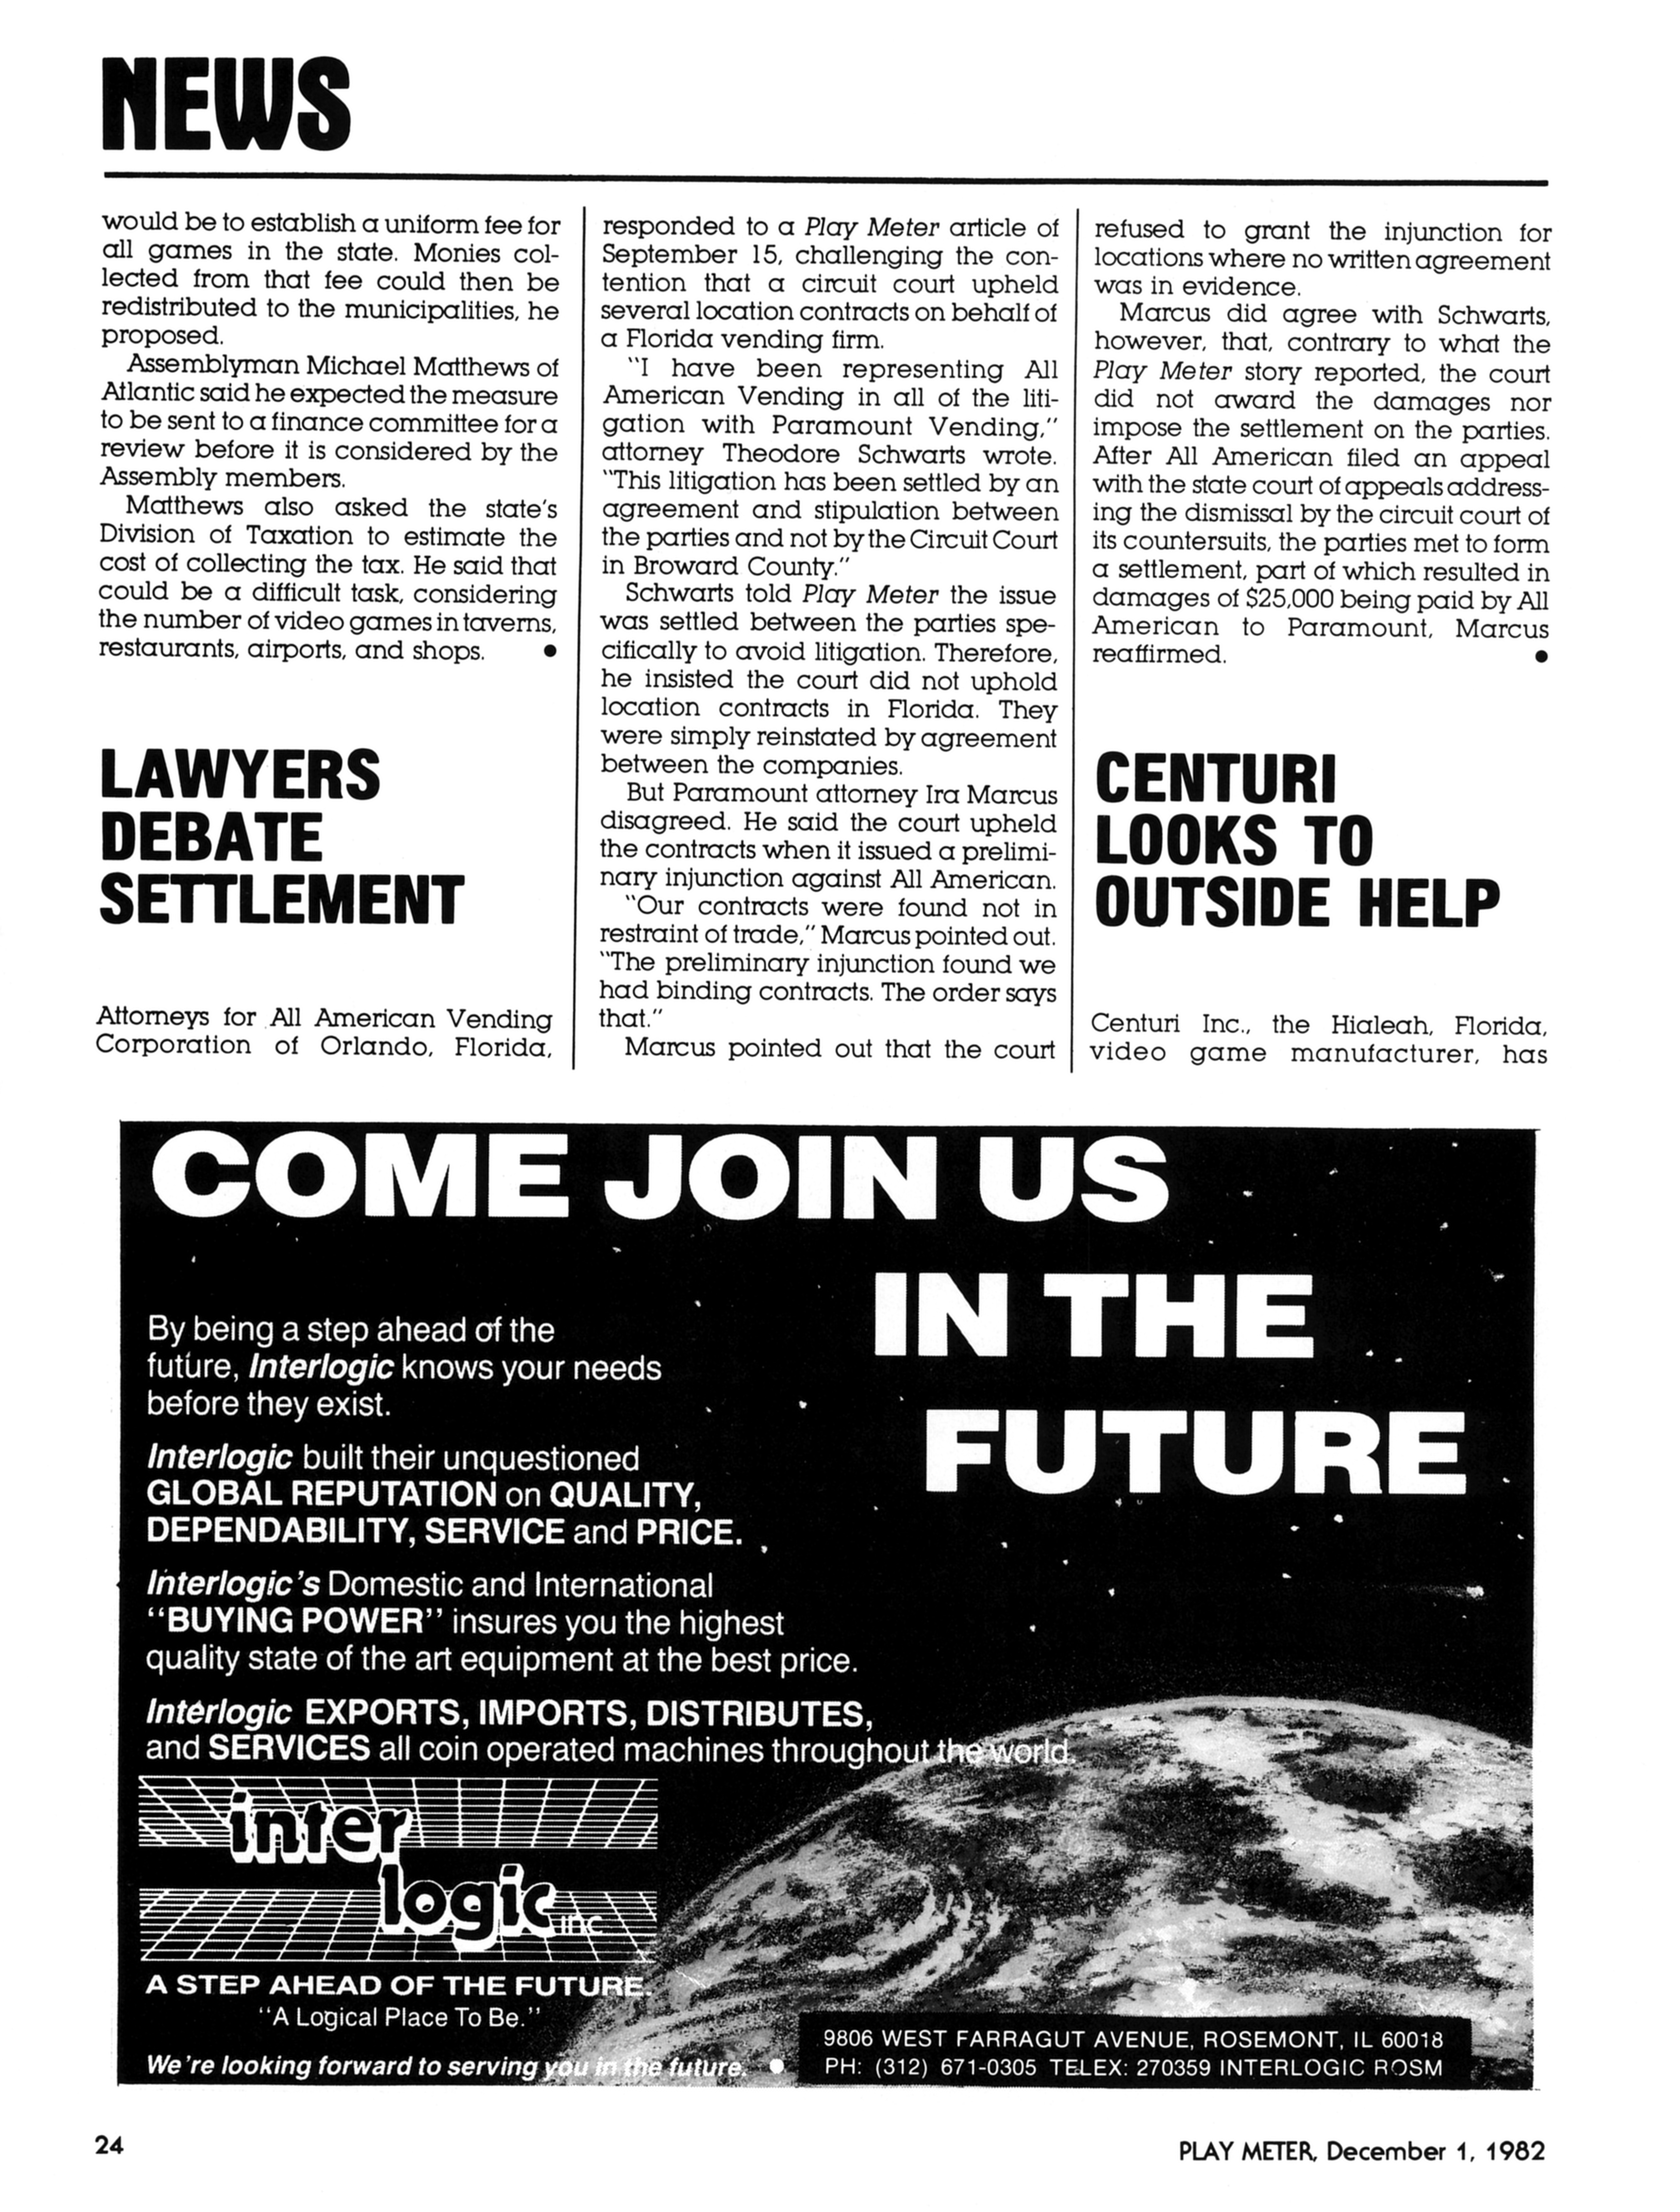 NEWS
would be to establish a uniform fee for
all games in the state. Monies col-
lected from that fee could then be
redistributed to the municipalities, he
proposed.
Assemblyman Michael Matthews of
Atlantic said he expected the measure
to be sent to a finance committee for a
review before it is considered by the
Assembly members.
Matthews also asked the state's
Division of Taxation to estimate the
cost of collecting the tax. He said that
could be a difficult task, considering
the number of video games in taverns,
restaurants, airports, and shops. ●
LAWYERS
DEBATE
SETTLEMENT
Attorneys for All American Vending
Corporation of Orlando, Florida,
responded to a Play Meter article of
September 15, challenging the con-
tention that a circuit court upheld
several location contracts on behalf of
a Florida vending firm.
"I have been representing All
American Vending in all of the liti-
gation with Paramount Vending,"
attorney Theodore Schwarts wrote.
"This litigation has been settled by an
agreement and stipulation between
the parties and not by the Circuit Court
in Broward County."
Schwarts told Play Meter the issue
was settled between the parties spe-
cifically to avoid litigation. Therefore,
he insisted the court did not uphold
location contracts in Florida. They
were simply reinstated by agreement
between the companies.
But Paramount attorney Ira Marcus
disagreed. He said the court upheld
the contracts when it issued a prelimi-
nary injunction against All American.
"Our contracts were found not in
restraint of trade," Marcus pointed out.
"The preliminary injunction found we
had binding contracts. The order says
that."
Marcus pointed out that the court
refused to grant the injunction for
locations where no written agreement
was in evidence.
Marcus did agree with Schwarts,
however, that, contrary to what the
Play Meter story reported, the court
did not award the damages nor
impose the settlement on the parties.
After All American filed an appeal
with the state court of appeals address-
ing the dismissal by the circuit court of
its countersuits, the parties met to form
a settlement, part of which resulted in
damages of $25,000 being paid by All
American to Paramount, Marcus
reaffirmed. ●
CENTURI
LOOKS TO
OUTSIDE HELP
Centuri Inc., the Hialeah, Florida,
video game manufacturer, has
COME JOIN US
IN THE
FUTURE
By being a step ahead of the
future, Interlogic knows your needs
before they exist.
Interlogic built their unquestioned
GLOBAL REPUTATION on QUALITY,
DEPENDABILITY, SERVICE and PRICE.
Interlogic's Domestic and International
"BUYING POWER" insures you the highest
quality state of the art equipment at the best price.
Interlogic EXPORTS, IMPORTS, DISTRIBUTES,
and SERVICES all coin operated machines throughout the world.
inter
logic inc
A STEP AHEAD OF THE FUTURE.
"A Logical Place To Be."
We're looking forward to serving you in the future. ●
9806 WEST FARRAGUT AVENUE, ROSEMONT, IL 60018
PH: (312) 671-0305 TELEX: 270359 INTERLOGIC ROSM
24
PLAY METER, December 1, 1982